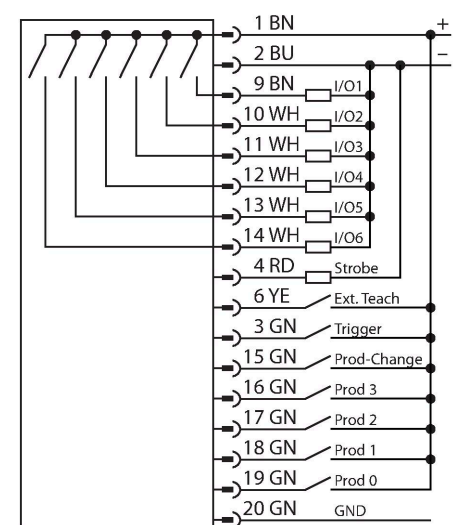 1 BN +
2 BU −
9 BN I/O1
10 WH I/O2
11 WH I/O3
12 WH I/O4
13 WH I/O5
14 WH I/O6
4 RD Strobe
6 YE Ext. Teach
3 GN Trigger
15 GN Prod-Change
16 GN Prod 3
17 GN Prod 2
18 GN Prod 1
19 GN Prod 0
20 GN GND